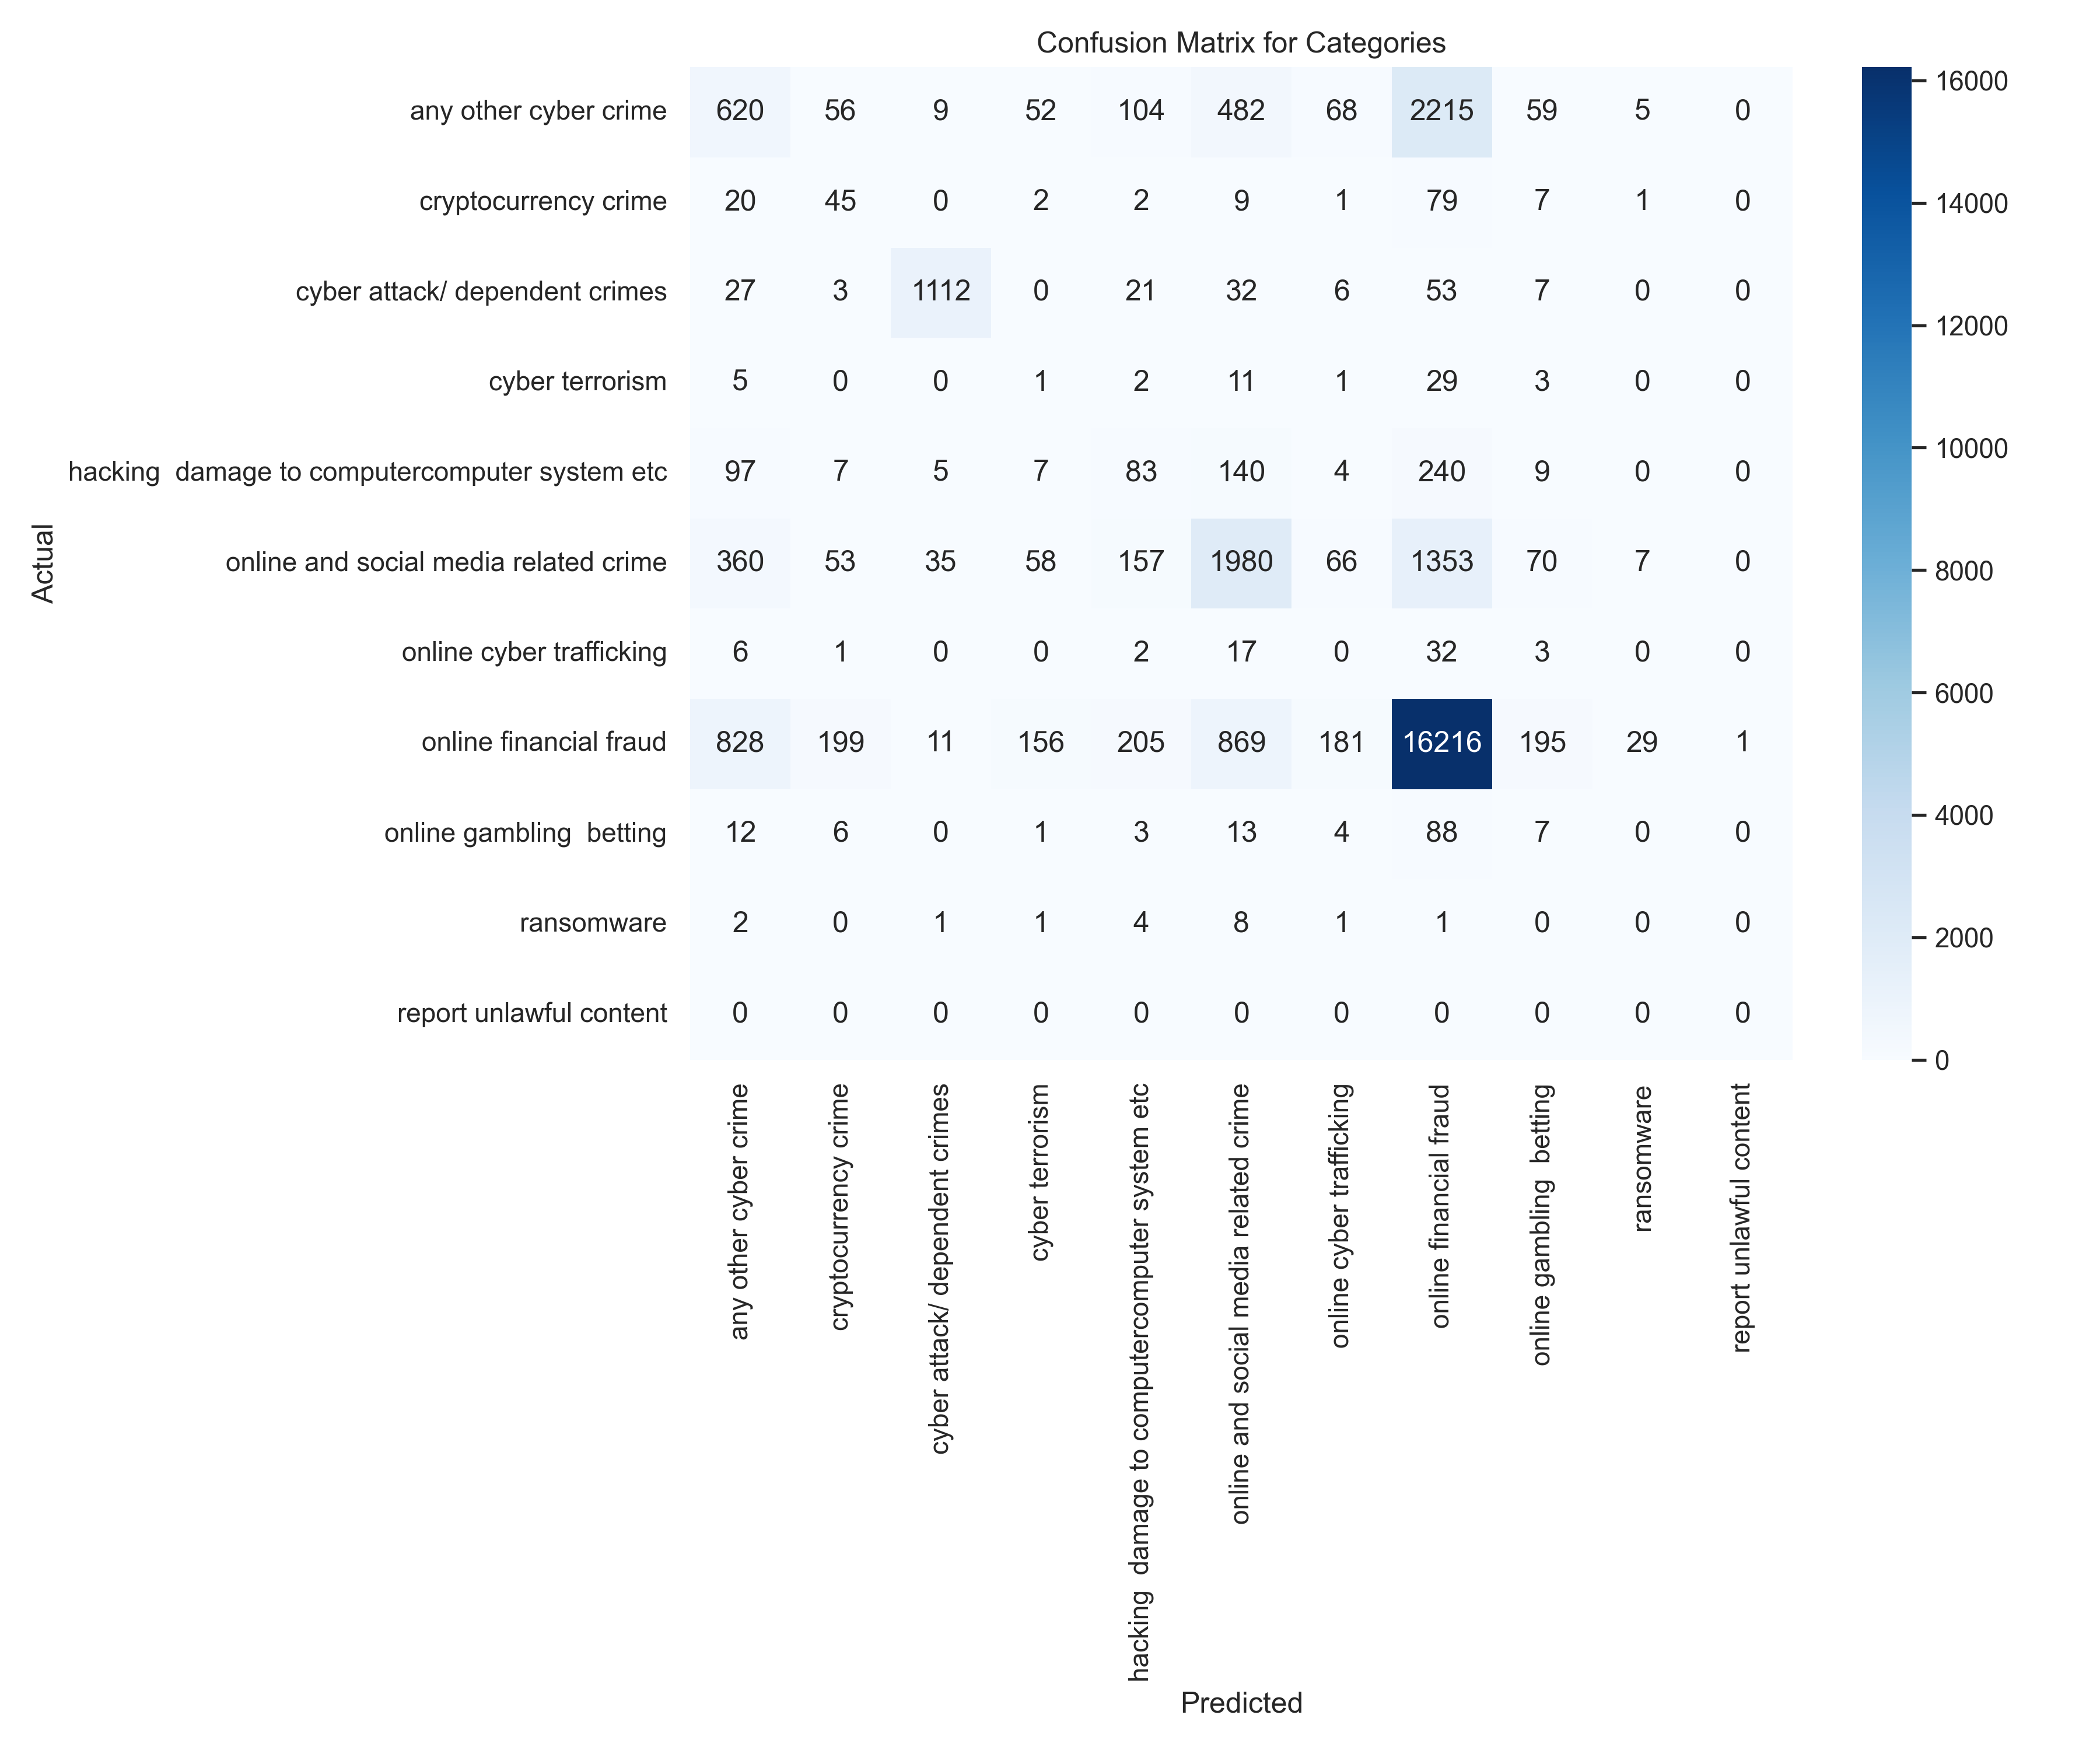 Confusion Matrix for Categories
any other cyber crime 620 56 9 52 104 482 68 2215 59 5 0
cryptocurrency crime 20 45 0 2 2 9 1 79 7 1 0
cyber attack/ dependent crimes 27 3 1112 0 21 32 6 53 7 0 0
cyber terrorism 5 0 0 1 2 11 1 29 3 0 0
hacking  damage to computercomputer system etc 97 7 5 7 83 140 4 240 9 0 0
online and social media related crime 360 53 35 58 157 1980 66 1353 70 7 0
online cyber trafficking 6 1 0 0 2 17 0 32 3 0 0
online financial fraud 828 199 11 156 205 869 181 16216 195 29 1
online gambling  betting 12 6 0 1 3 13 4 88 7 0 0
ransomware 2 0 1 1 4 8 1 1 0 0 0
report unlawful content 0 0 0 0 0 0 0 0 0 0 0
Actual
any other cyber crime
cryptocurrency crime
cyber attack/ dependent crimes
cyber terrorism
hacking  damage to computercomputer system etc
online and social media related crime
online cyber trafficking
online financial fraud
online gambling  betting
ransomware
report unlawful content
Predicted
16000
14000
12000
10000
8000
6000
4000
2000
0